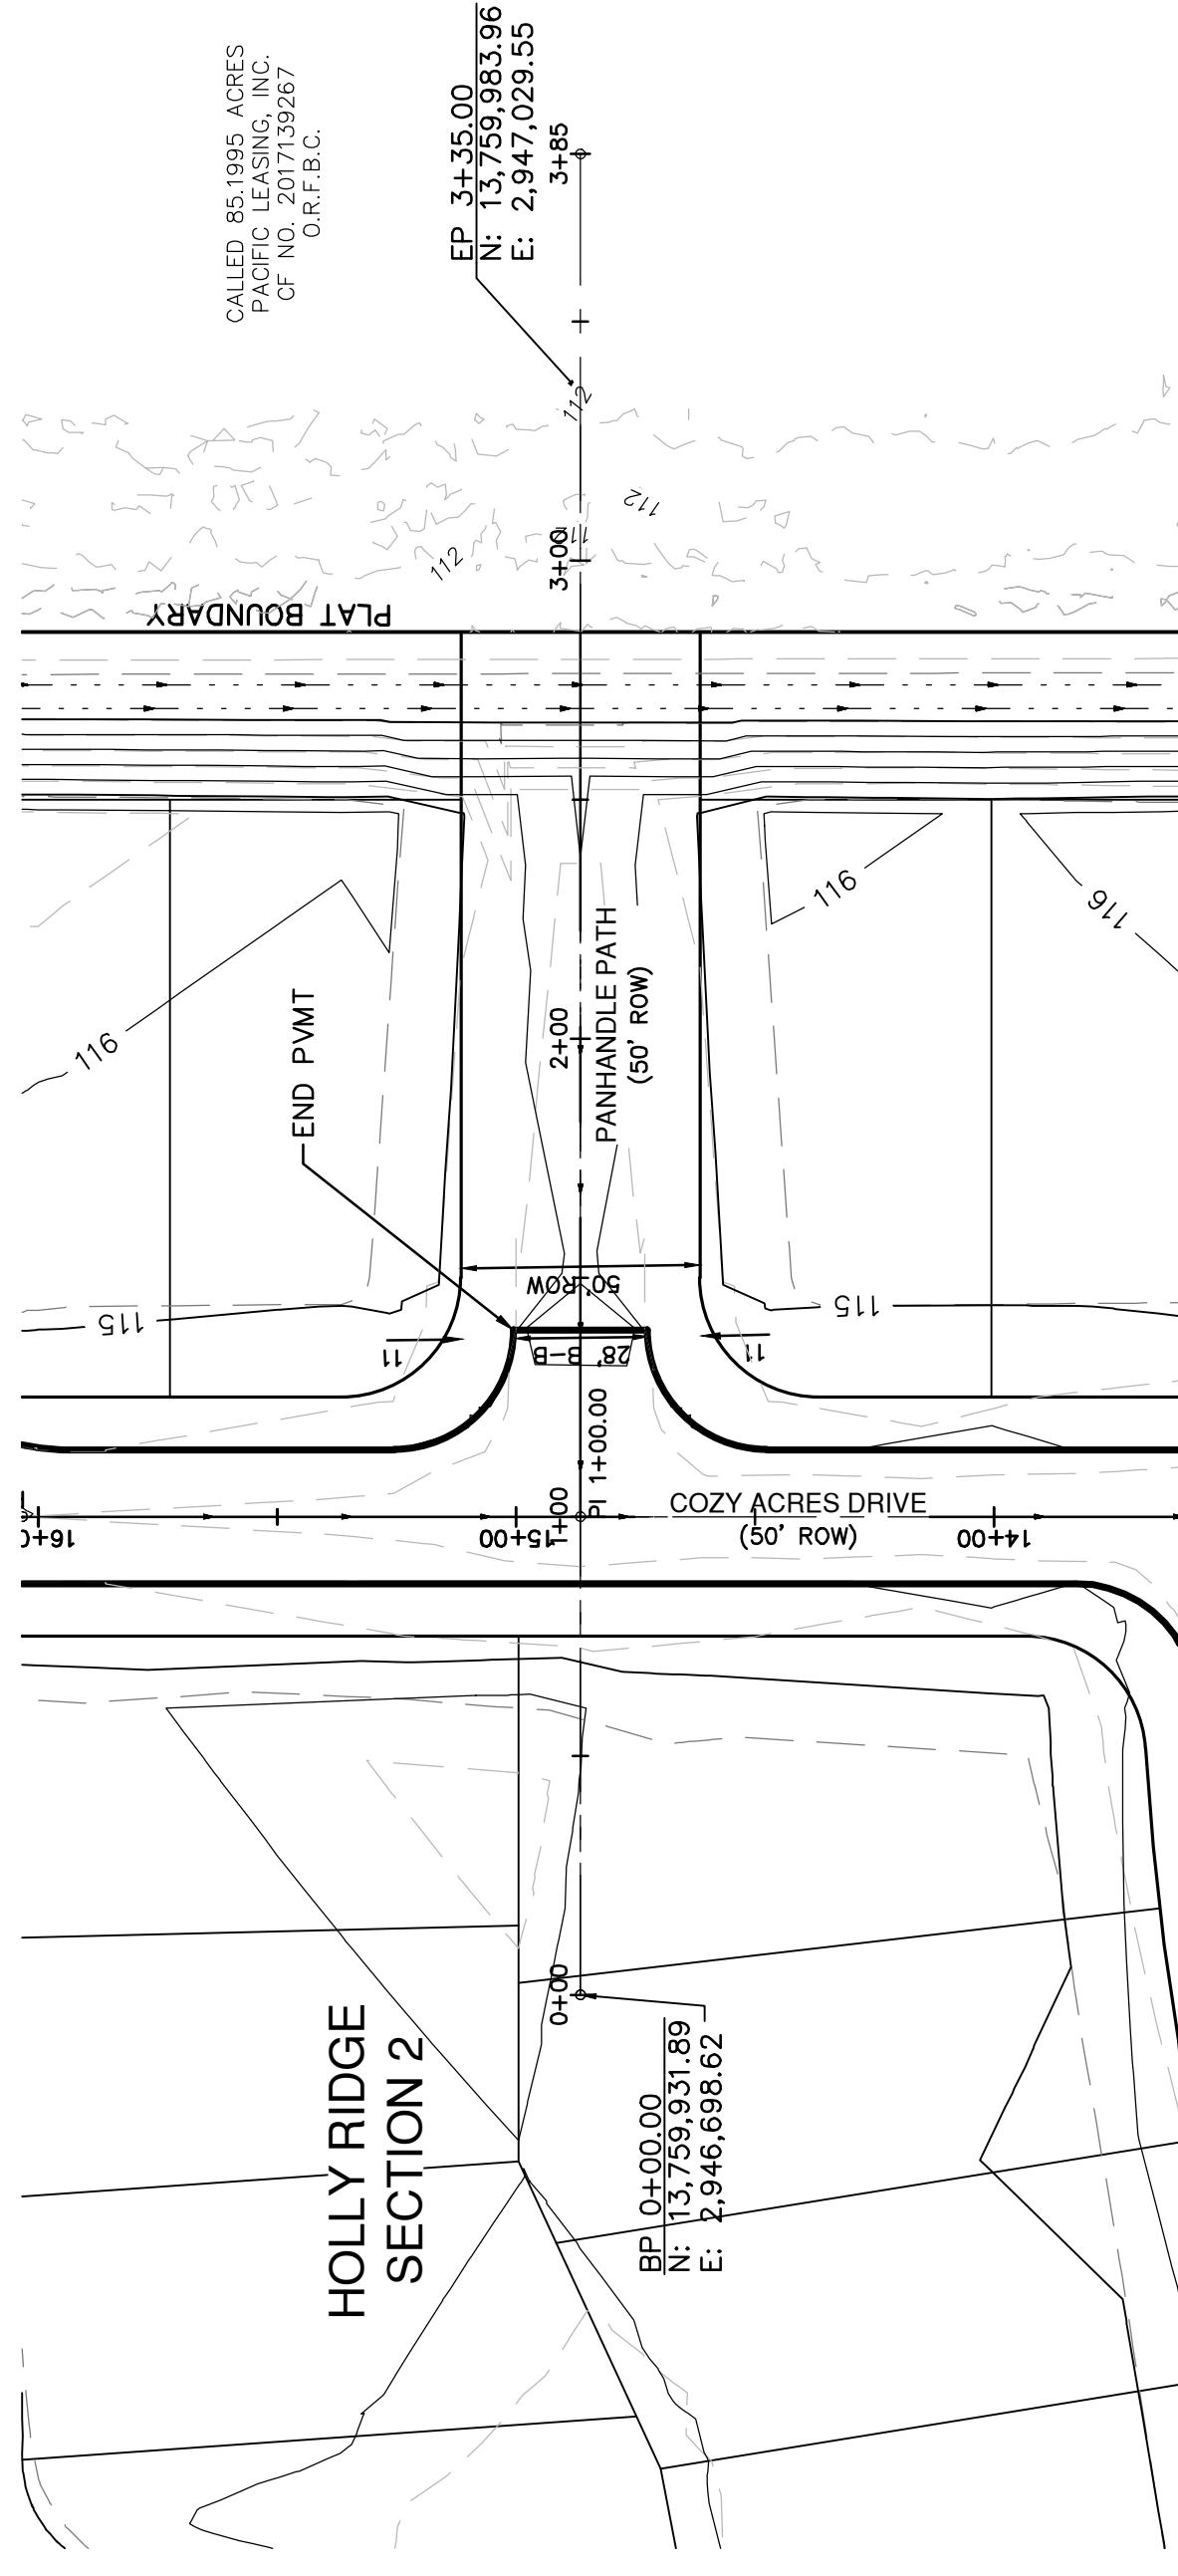 CALLED 85.1995 ACRES
PACIFIC LEASING, INC.
CF NO. 2017139267
O.R.F.B.C.
EP 3+35.00
N: 13,759,983.96
E: 2,947,029.55
3+85
112
112
112
112
3+00
PLAT BOUNDARY
116
116
116
END PVMT
2+00
PANHANDLE PATH
(50' ROW)
50' ROW
115
115
11
11
28' B-B
PI 1+00.00
1+00
COZY ACRES DRIVE
(50' ROW)
16+0
15+00
14+00
0+00
HOLLY RIDGE
SECTION 2
BP 0+00.00
N: 13,759,931.89
E: 2,946,698.62